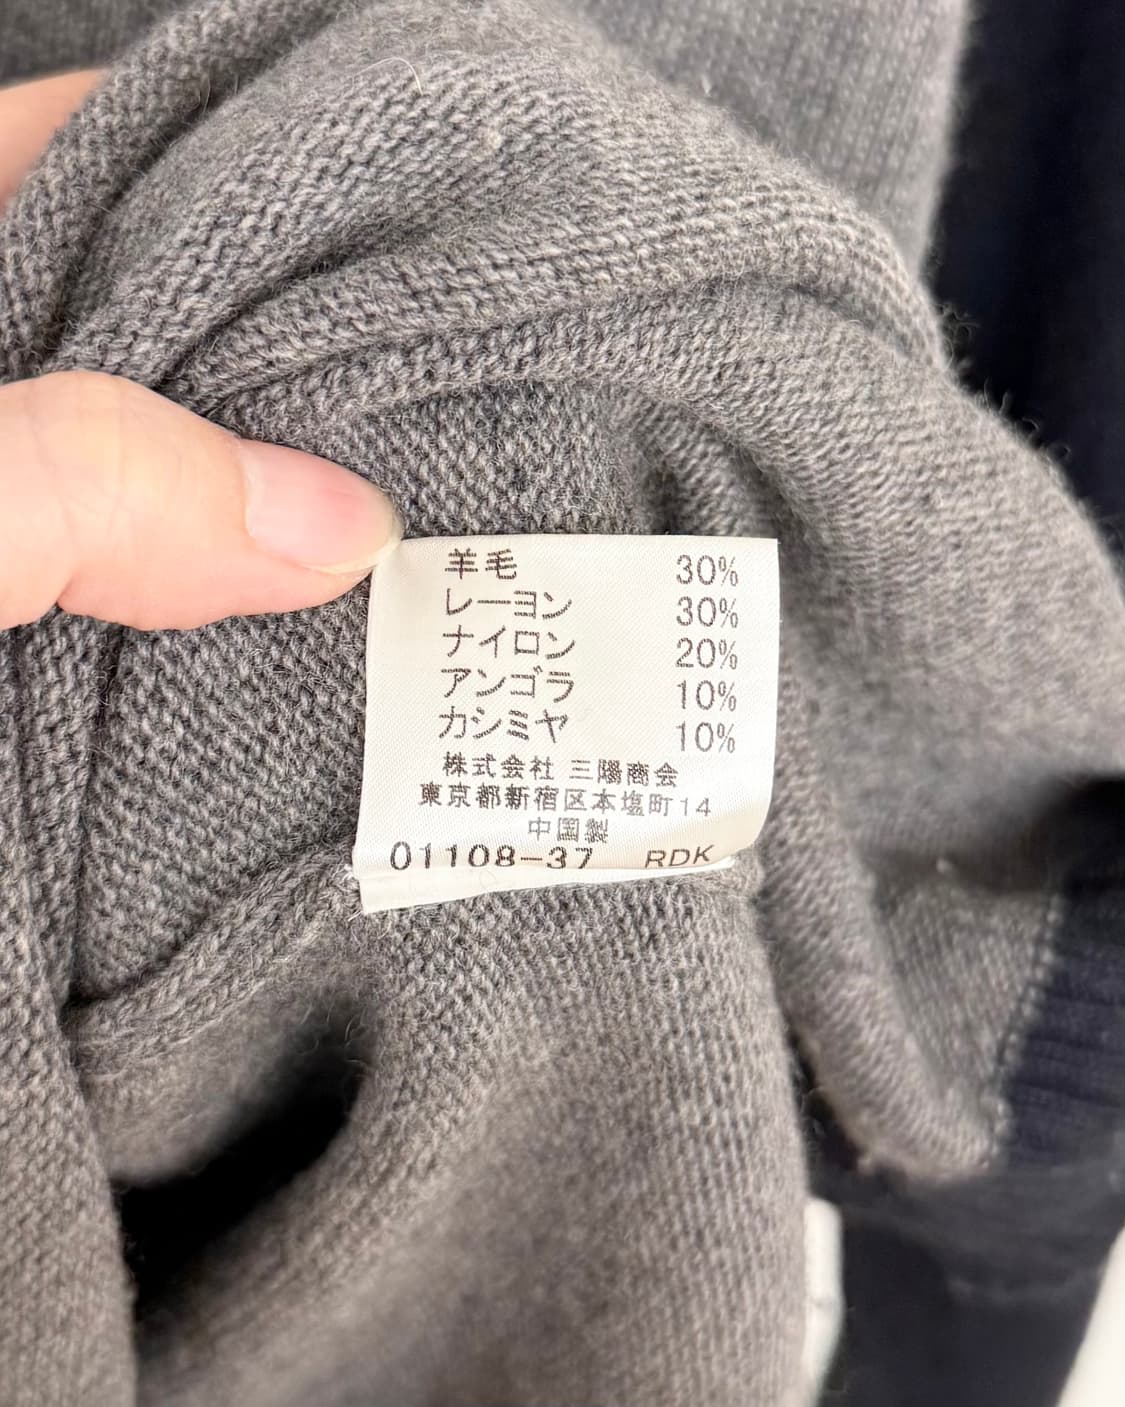 羊毛 30%
レーヨン 30%
ナイロン 20%
アンゴラ 10%
カシミヤ 10%
株式会社 三陽商会
東京都新宿区本塩町14
中国製
01108-37 RDK